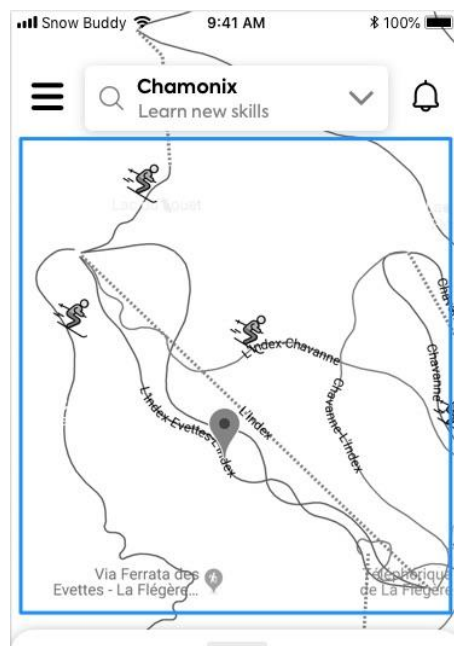 Snow Buddy
9:41 AM
100%
Chamonix
Learn new skills
L'Index Chavanne
Chavanne
L'Index
L'Index Evettes L'Index
Chavanne L'Index
Via Ferrata des
Evettes - La Flégère...
Téléphérique
de La Flégère